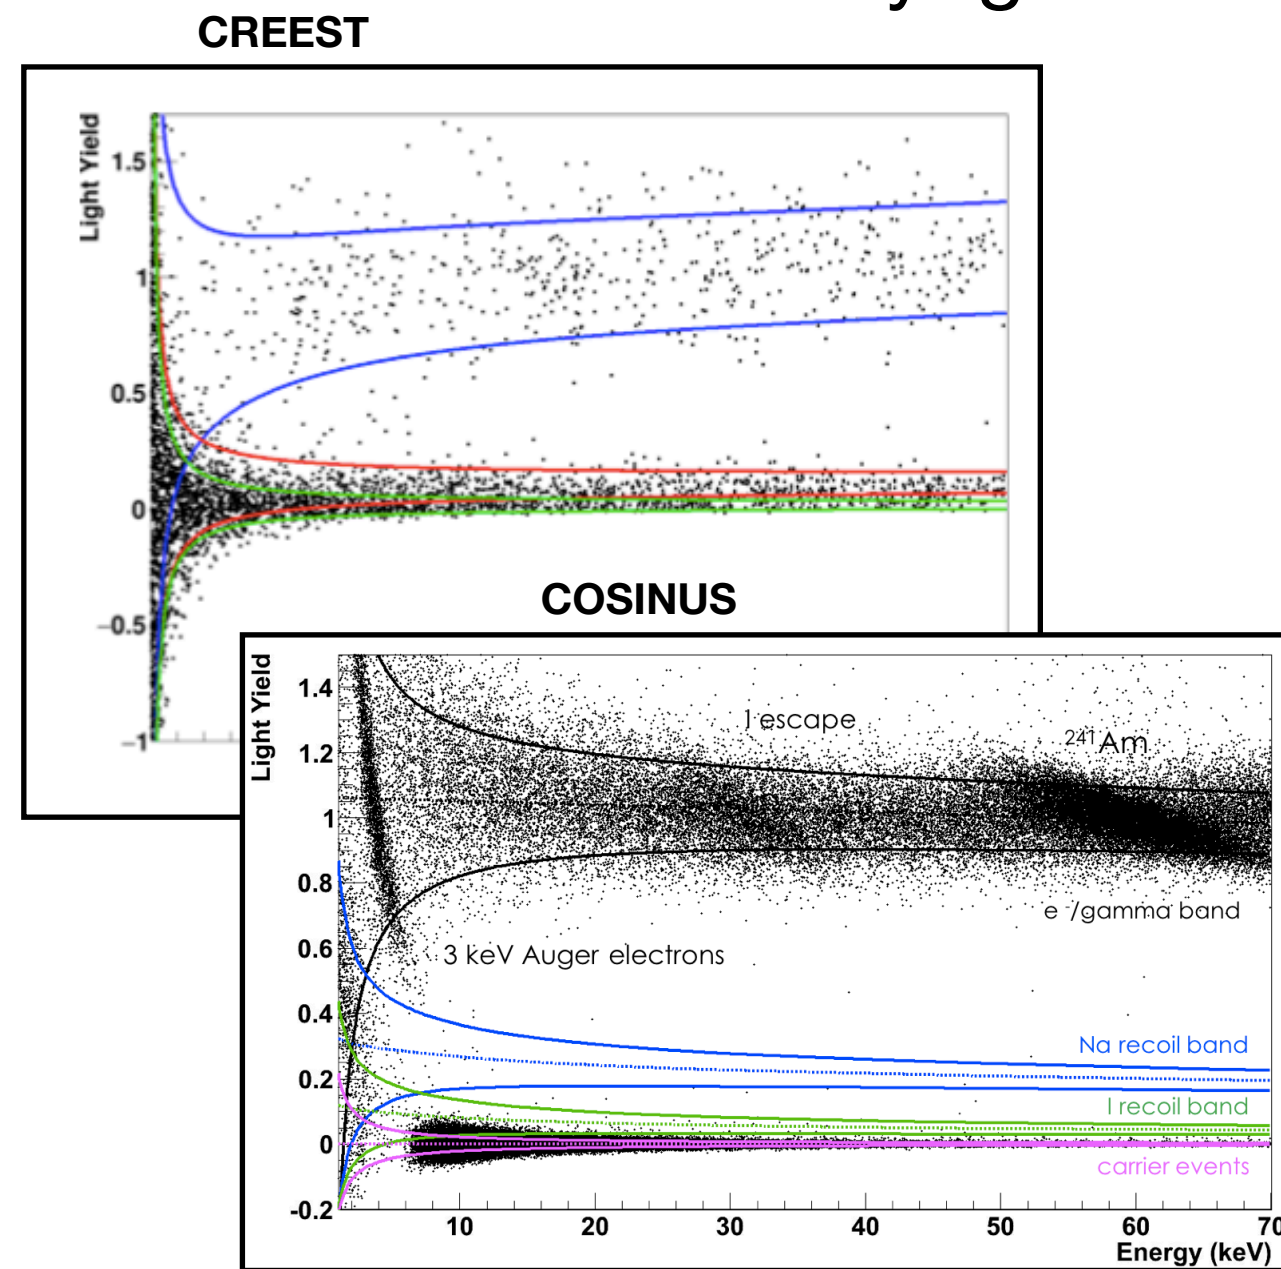 CREEST
Light Yield
1.5
1
0.5
0
−0.5
−1
COSINUS
Light Yield
1.4
1.2
1
0.8
0.6
0.4
0.2
0
-0.2
I escape
241Am
e-/gamma band
3 keV Auger electrons
Na recoil band
I recoil band
carrier events
10 20 30 40 50 60 70
Energy (keV)